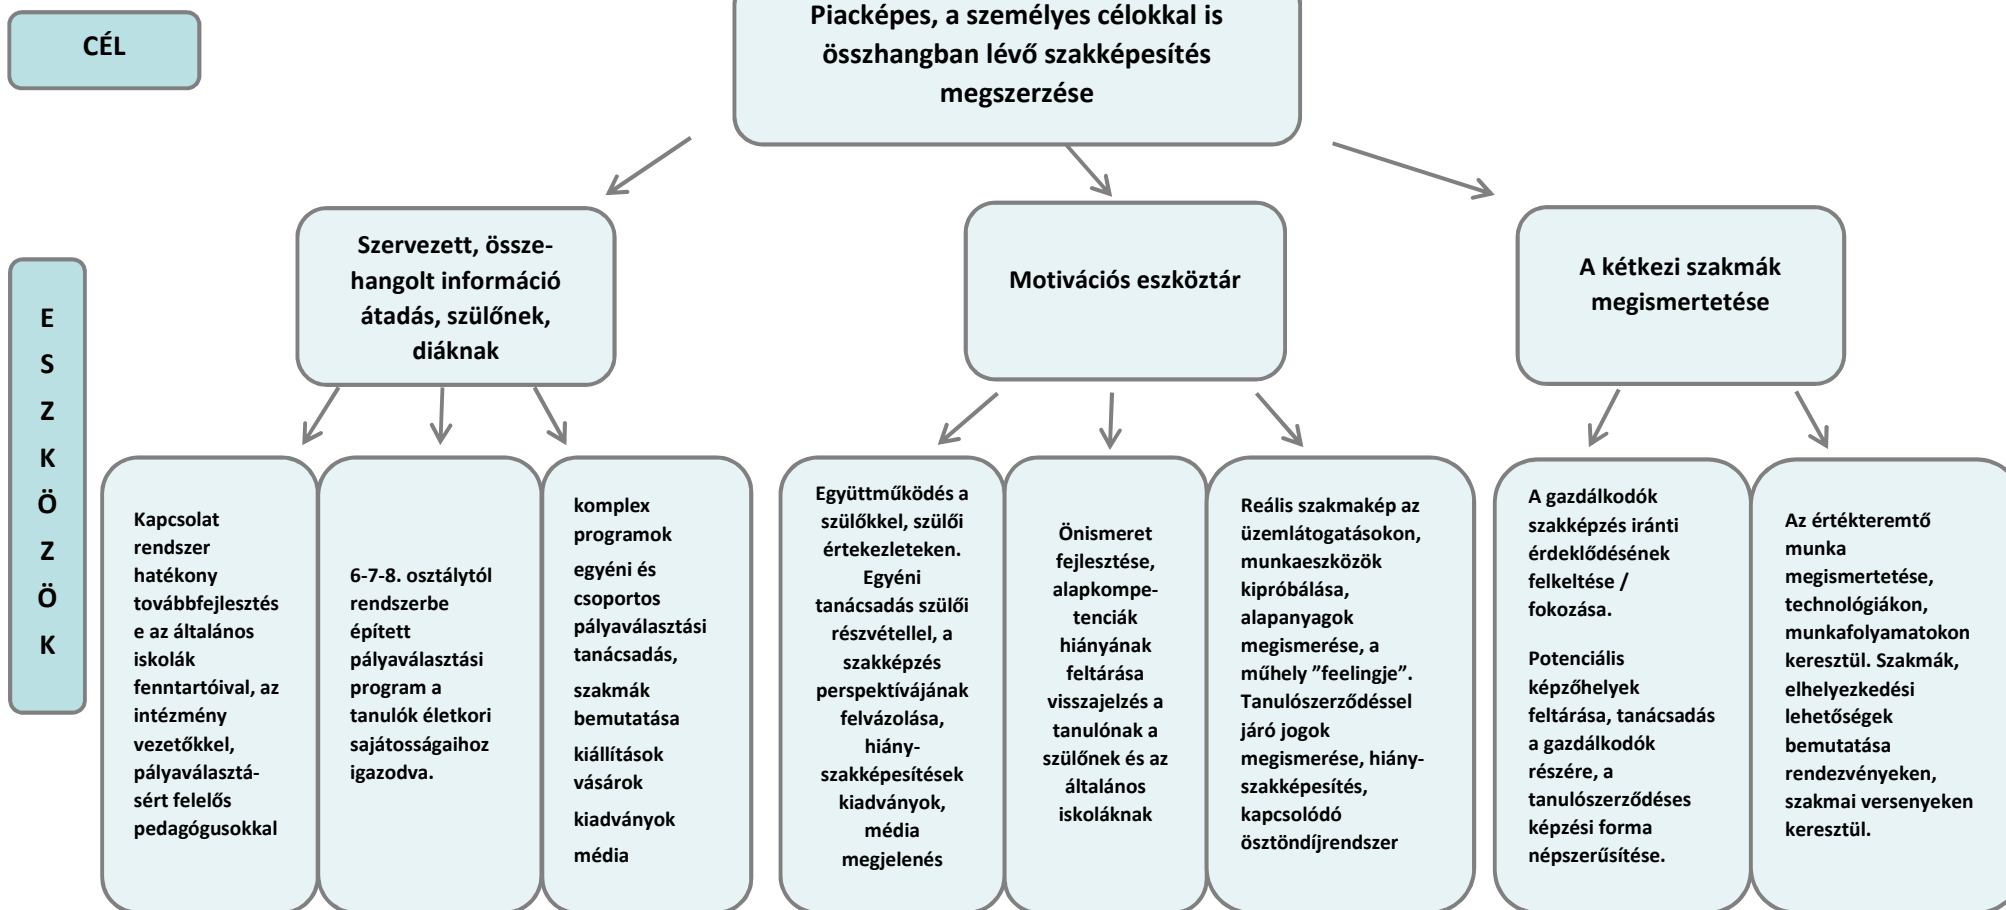 CÉL
Piacképes, a személyes célokkal is
összhangban lévő szakképesítés
megszerzése
E
S
Z
K
Ö
Z
Ö
K
Szervezett, össze-
hangolt információ
átadás, szülőnek,
diáknak
Motivációs eszköztár
A kétkezi szakmák
megismertetése
Kapcsolat
rendszer
hatékony
továbbfejlesztés
e az általános
iskolák
fenntartóival, az
intézmény
vezetőkkel,
pályaválasztá-
sért felelős
pedagógusokkal
6-7-8. osztálytól
rendszerbe
épített
pályaválasztási
program a
tanulók életkori
sajátosságaihoz
igazodva.
komplex
programok
egyéni és
csoportos
pályaválasztási
tanácsadás,
szakmák
bemutatása
kiállítások
vásárok
kiadványok
média
Együttműködés a
szülőkkel, szülői
értekezleteken.
Egyéni
tanácsadás szülői
részvétellel, a
szakképzés
perspektívájának
felvázolása,
hiány-
szakképesítések
kiadványok,
média
megjelenés
Önismeret
fejlesztése,
alapkompe-
tenciák
hiányának
feltárása
visszajelzés a
tanulónak a
szülőnek és az
általános
iskoláknak
Reális szakmakép az
üzemlátogatásokon,
munkaeszközök
kipróbálása,
alapanyagok
megismerése, a
műhely ”feelingje”.
Tanulószerződéssel
járó jogok
megismerése, hiány-
szakképesítés,
kapcsolódó
ösztöndíjrendszer
A gazdálkodók
szakképzés iránti
érdeklődésének
felkeltése /
fokozása.
Potenciális
képzőhelyek
feltárása, tanácsadás
a gazdálkodók
részére, a
tanulószerződéses
képzési forma
népszerűsítése.
Az értékteremtő
munka
megismertetése,
technológiákon,
munkafolyamatokon
keresztül. Szakmák,
elhelyezkedési
lehetőségek
bemutatása
rendezvényeken,
szakmai versenyeken
keresztül.